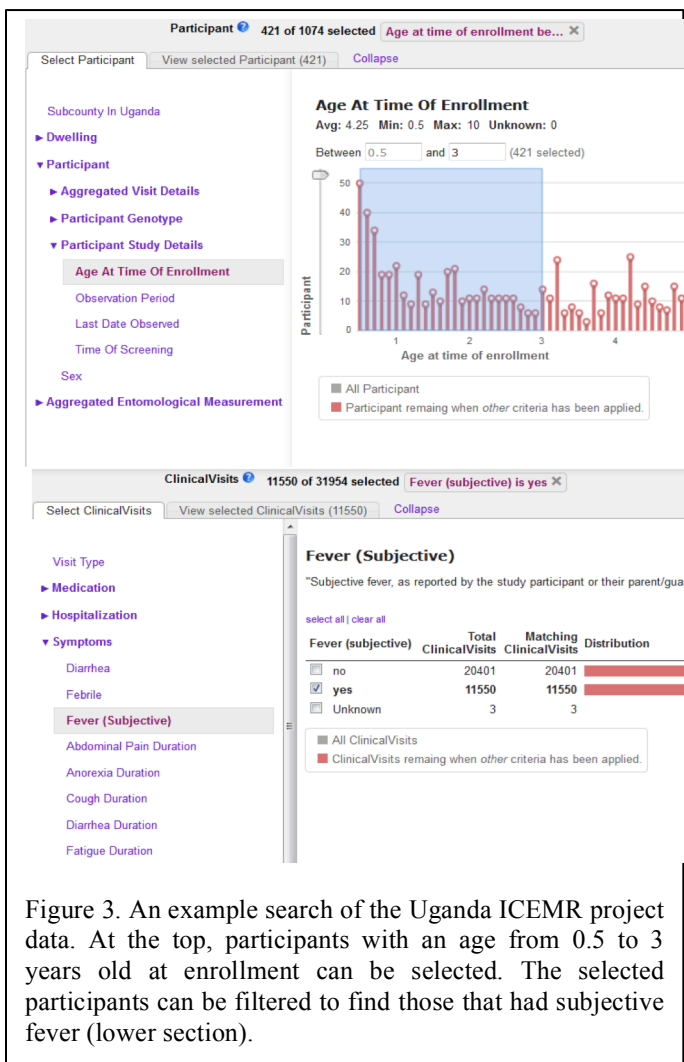 Participant 421 of 1074 selected Age at time of enrollment be... ✕
Select Participant View selected Participant (421) Collapse
Subcounty In Uganda
▶ Dwelling
▼ Participant
▶ Aggregated Visit Details
▶ Participant Genotype
▼ Participant Study Details
Age At Time Of Enrollment
Observation Period
Last Date Observed
Time Of Screening
Sex
▶ Aggregated Entomological Measurement
Age At Time Of Enrollment
Avg: 4.25 Min: 0.5 Max: 10 Unknown: 0
Between 0.5 and 3 (421 selected)
Participant
50
40
30
20
10
0
1 2 3 4
Age at time of enrollment
All Participant
Participant remaing when other criteria has been applied.
ClinicalVisits 11550 of 31954 selected Fever (subjective) is yes ✕
Select ClinicalVisits View selected ClinicalVisits (11550) Collapse
Visit Type
▶ Medication
▶ Hospitalization
▼ Symptoms
Diarrhea
Febrile
Fever (Subjective)
Abdominal Pain Duration
Anorexia Duration
Cough Duration
Diarrhea Duration
Fatigue Duration
Fever (Subjective)
"Subjective fever, as reported by the study participant or their parent/gua
select all | clear all
Fever (subjective) Total ClinicalVisits Matching ClinicalVisits Distribution
no 20401 20401
yes 11550 11550
Unknown 3 3
All ClinicalVisits
ClinicalVisits remaing when other criteria has been applied.
Figure 3. An example search of the Uganda ICEMR project
data. At the top, participants with an age from 0.5 to 3
years old at enrollment can be selected. The selected
participants can be filtered to find those that had subjective
fever (lower section).